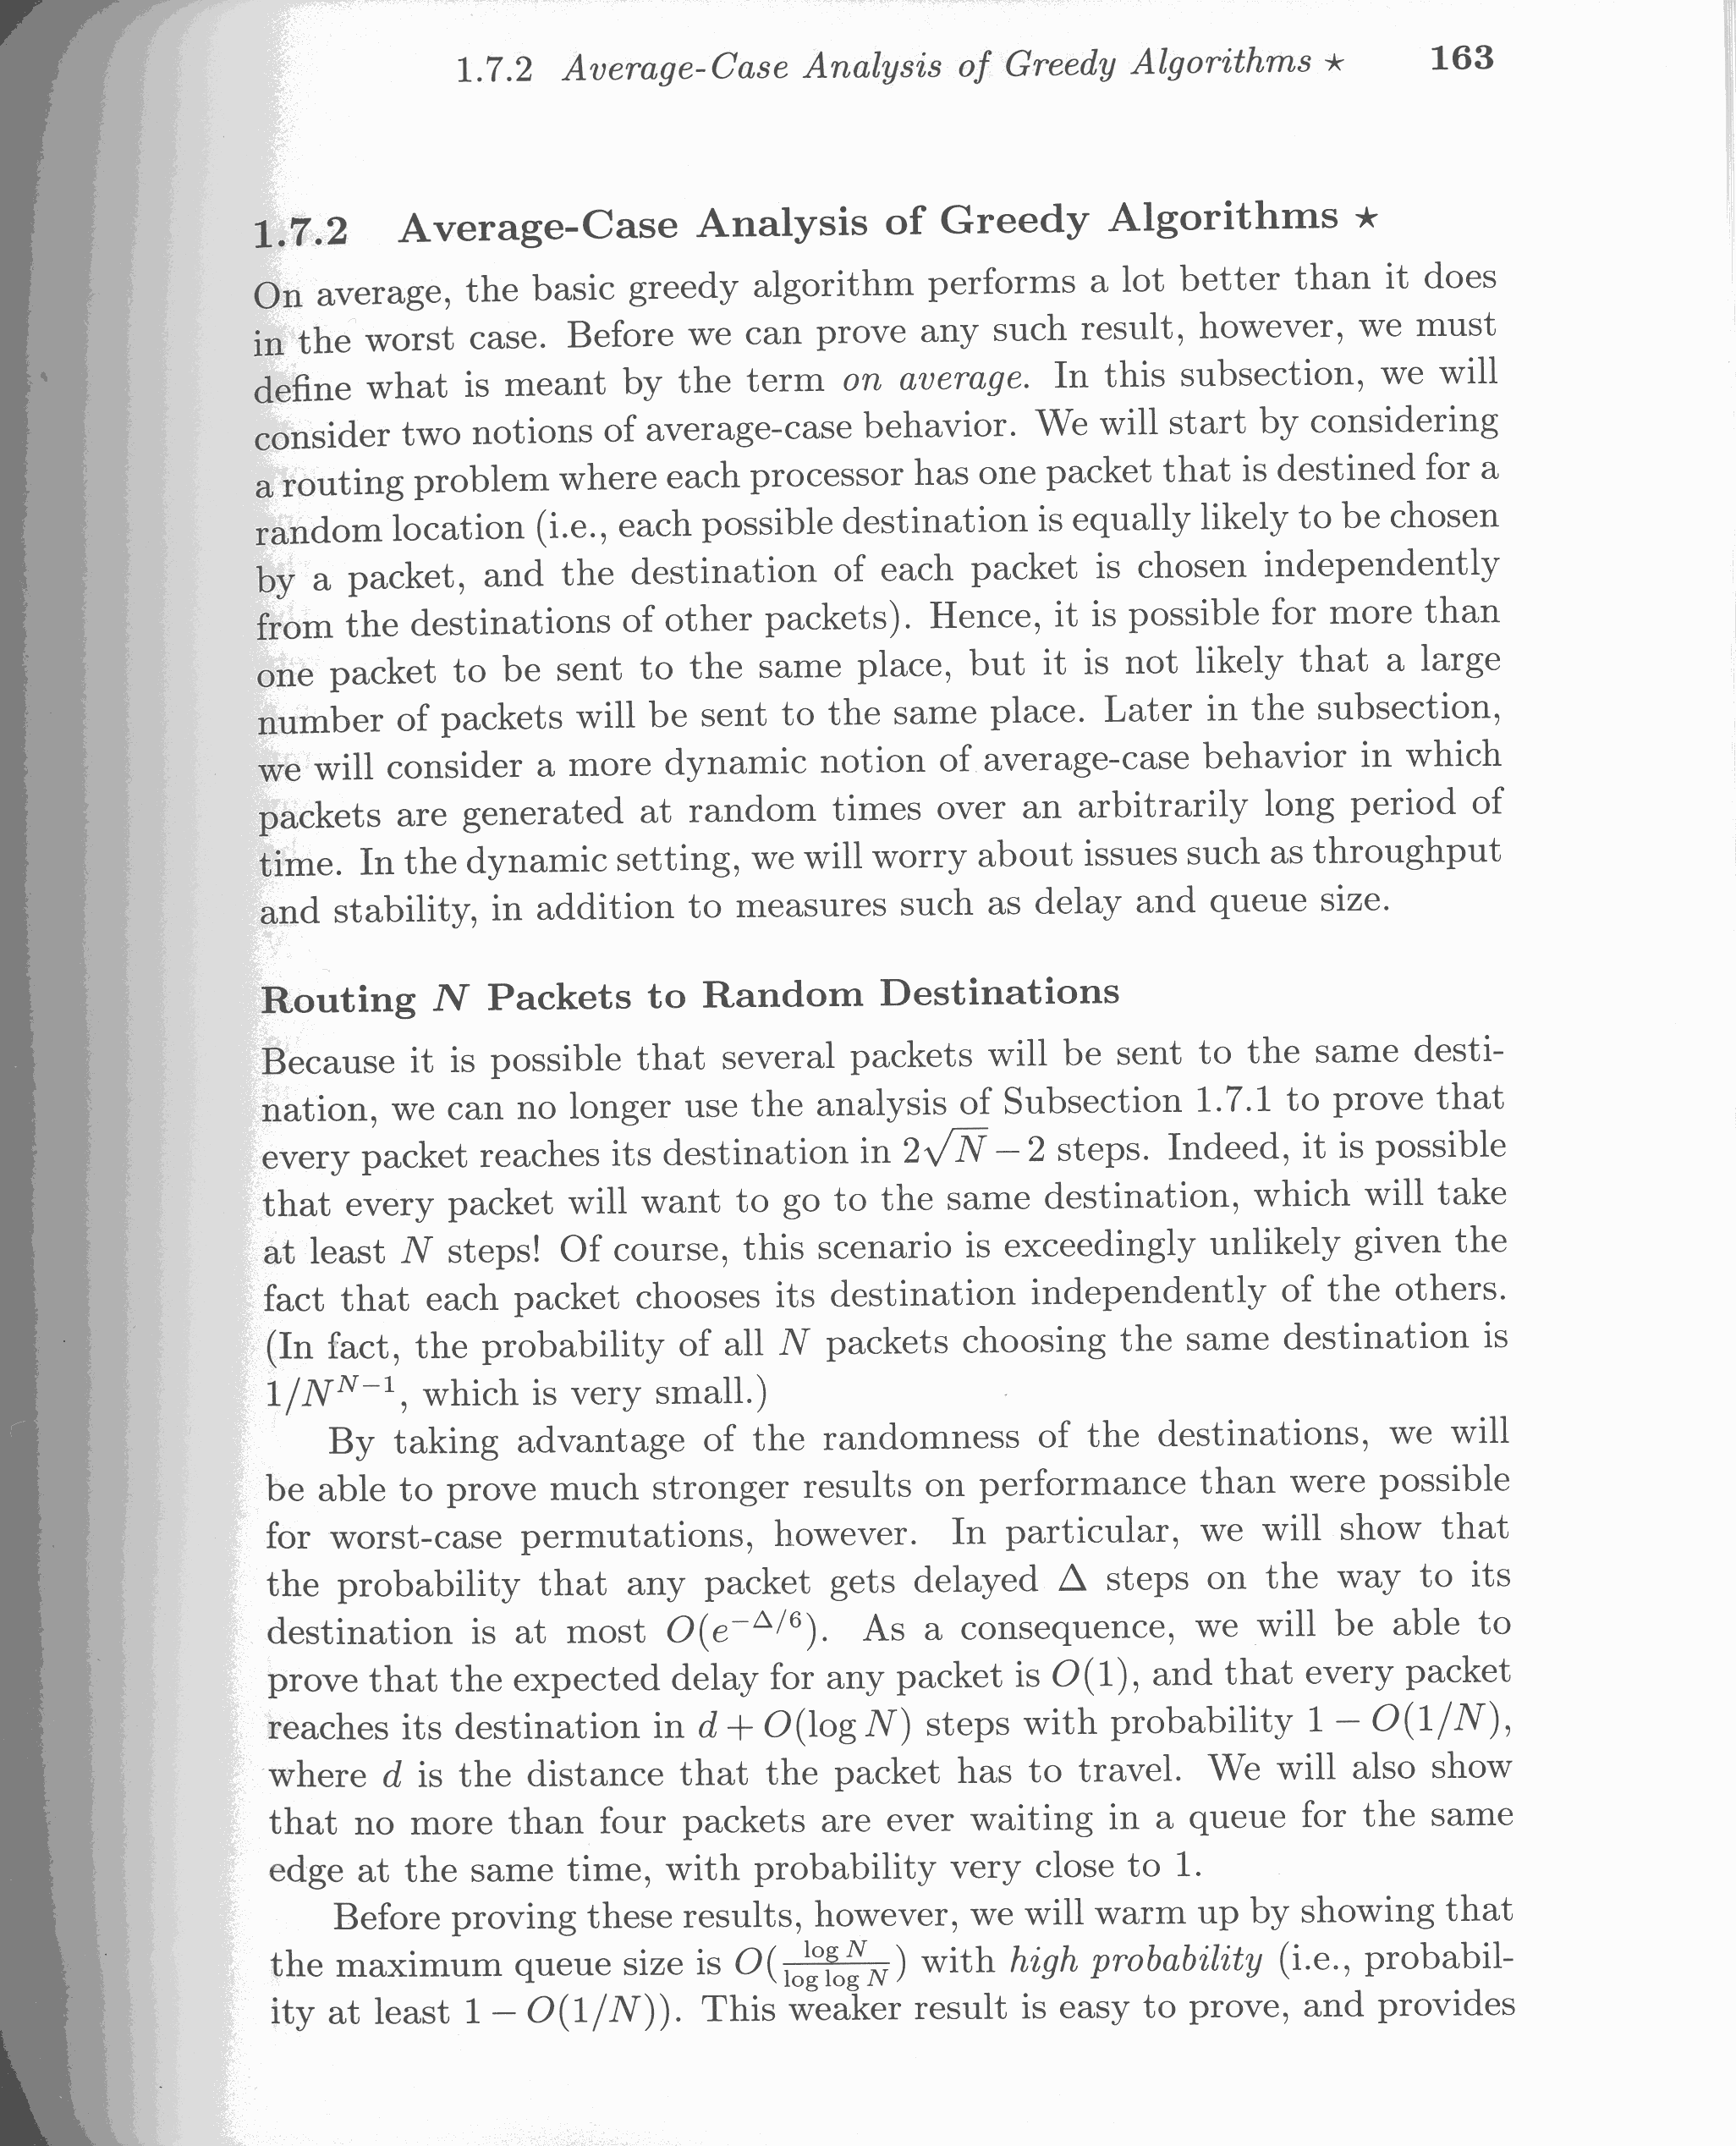 1.7.2 Average-Case Analysis of Greedy Algorithms ⋆ 163
1.7.2 Average-Case Analysis of Greedy Algorithms ⋆
On average, the basic greedy algorithm performs a lot better than it does
in the worst case. Before we can prove any such result, however, we must
define what is meant by the term on average. In this subsection, we will
consider two notions of average-case behavior. We will start by considering
a routing problem where each processor has one packet that is destined for a
random location (i.e., each possible destination is equally likely to be chosen
by a packet, and the destination of each packet is chosen independently
from the destinations of other packets). Hence, it is possible for more than
one packet to be sent to the same place, but it is not likely that a large
number of packets will be sent to the same place. Later in the subsection,
we will consider a more dynamic notion of average-case behavior in which
packets are generated at random times over an arbitrarily long period of
time. In the dynamic setting, we will worry about issues such as throughput
and stability, in addition to measures such as delay and queue size.
Routing N Packets to Random Destinations
Because it is possible that several packets will be sent to the same desti-
nation, we can no longer use the analysis of Subsection 1.7.1 to prove that
every packet reaches its destination in 2√N − 2 steps. Indeed, it is possible
that every packet will want to go to the same destination, which will take
at least N steps! Of course, this scenario is exceedingly unlikely given the
fact that each packet chooses its destination independently of the others.
(In fact, the probability of all N packets choosing the same destination is
1/N^{N−1}, which is very small.)
By taking advantage of the randomness of the destinations, we will
be able to prove much stronger results on performance than were possible
for worst-case permutations, however. In particular, we will show that
the probability that any packet gets delayed Δ steps on the way to its
destination is at most O(e^{−Δ/6}). As a consequence, we will be able to
prove that the expected delay for any packet is O(1), and that every packet
reaches its destination in d + O(log N) steps with probability 1 − O(1/N),
where d is the distance that the packet has to travel. We will also show
that no more than four packets are ever waiting in a queue for the same
edge at the same time, with probability very close to 1.
Before proving these results, however, we will warm up by showing that
the maximum queue size is O(log N / log log N) with high probability (i.e., probabil-
ity at least 1 − O(1/N)). This weaker result is easy to prove, and provides